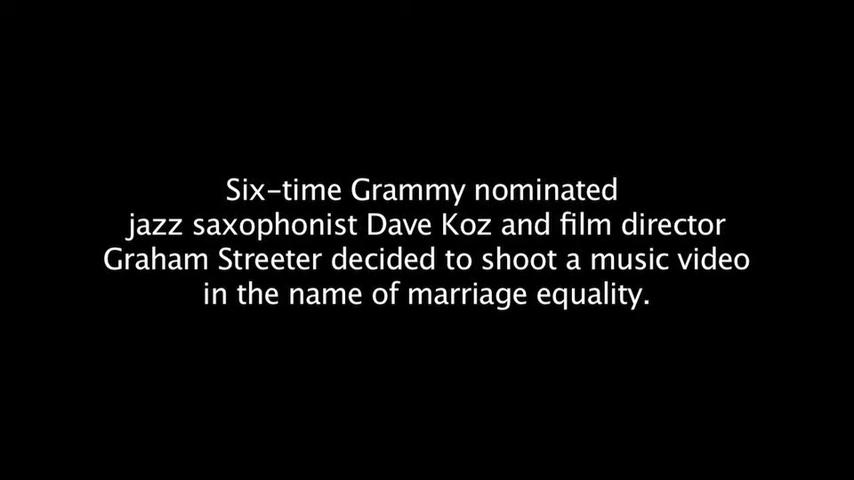 Six-time Grammy nominated
jazz saxophonist Dave Koz and film director
Graham Streeter decided to shoot a music video
in the name of marriage equality.